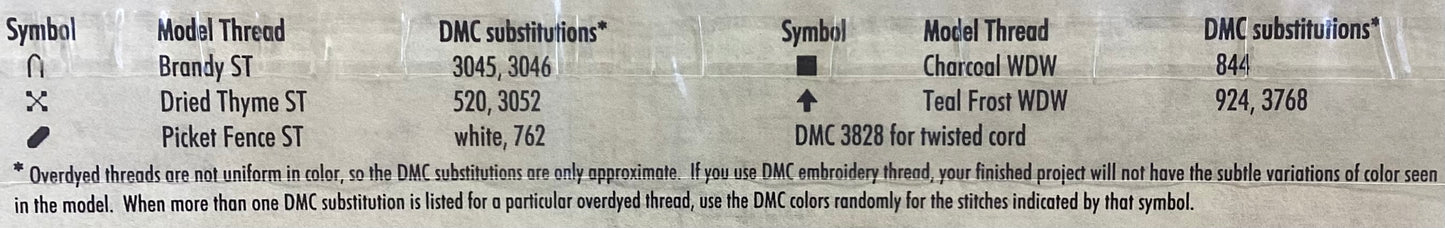 Symbol Model Thread DMC substitutions* Symbol Model Thread DMC substitutions*
Brandy ST 3045, 3046 Charcoal WDW 844
Dried Thyme ST 520, 3052 Teal Frost WDW 924, 3768
Picket Fence ST white, 762 DMC 3828 for twisted cord
* Overdyed threads are not uniform in color, so the DMC substitutions are only approximate. If you use DMC embroidery thread, your finished project will not have the subtle variations of color seen
in the model. When more than one DMC substitution is listed for a particular overdyed thread, use the DMC colors randomly for the stitches indicated by that symbol.